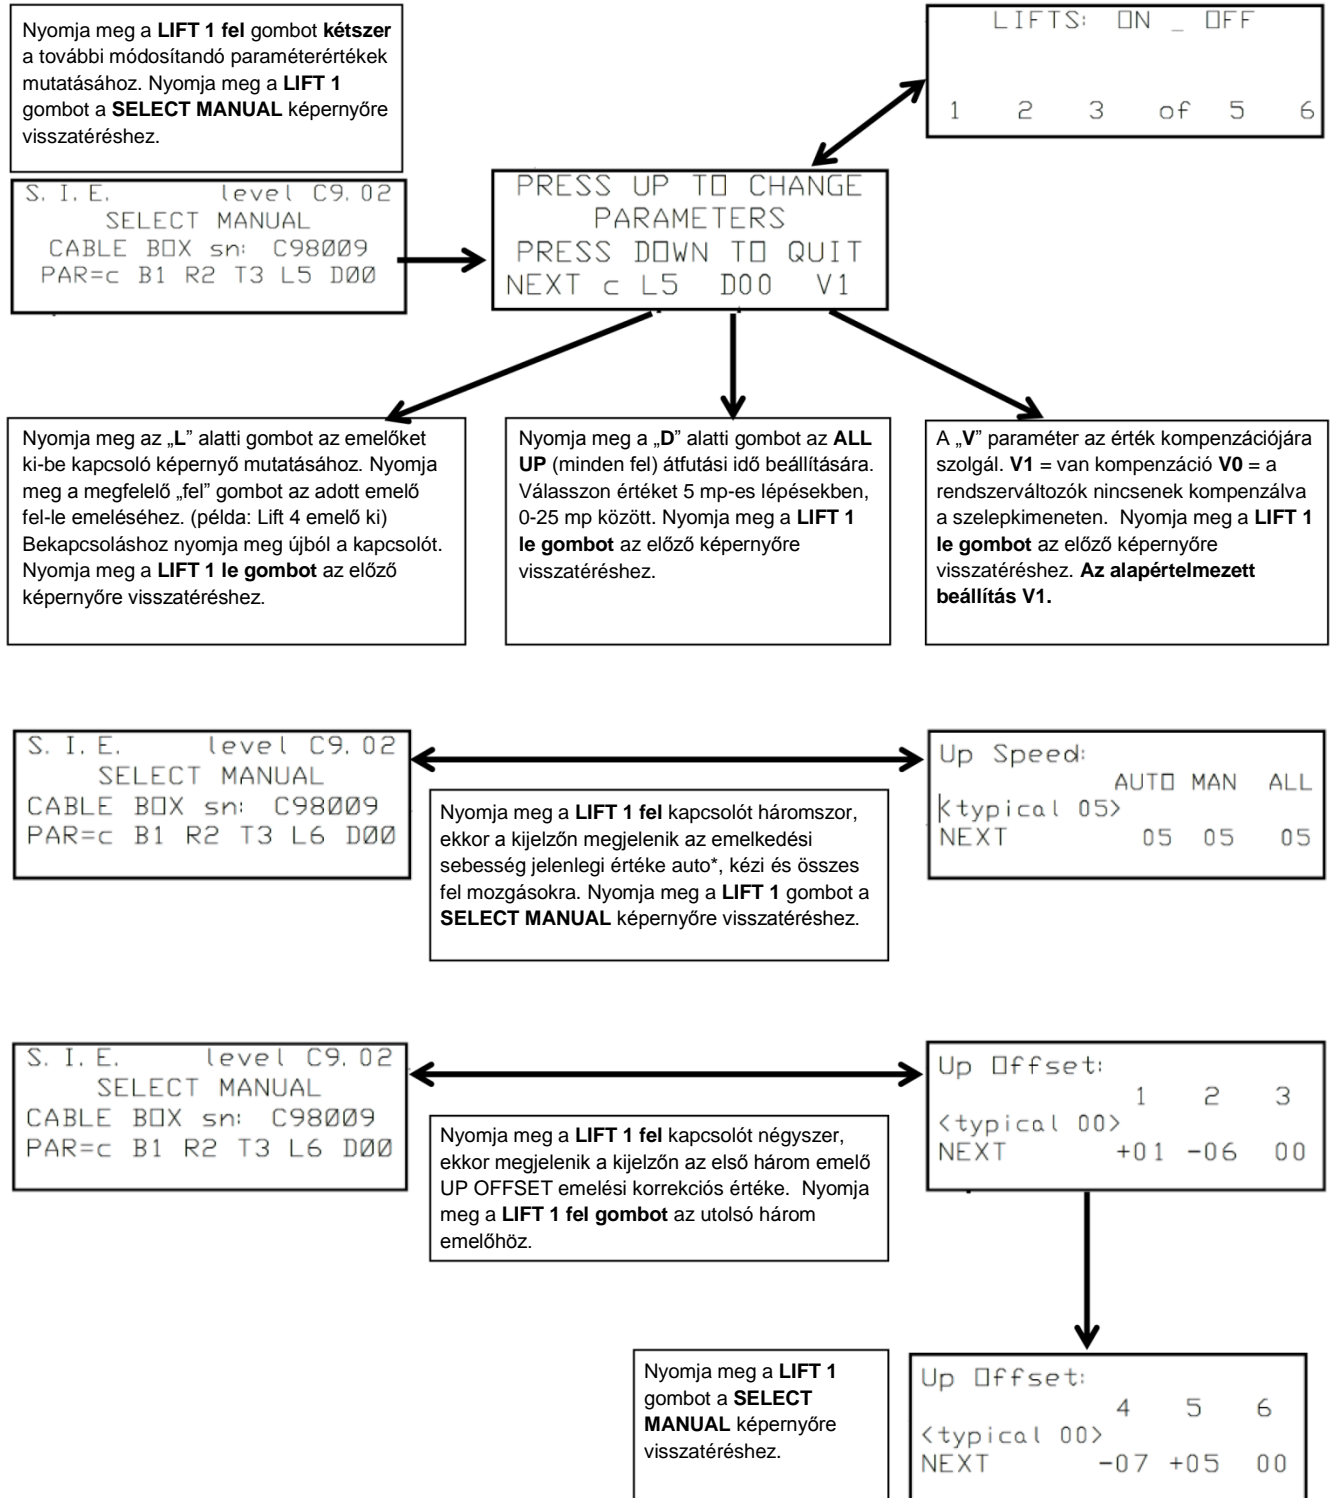 Nyomja meg a LIFT 1 fel gombot kétszer
a további módosítandó paraméterértékek
mutatásához. Nyomja meg a LIFT 1
gombot a SELECT MANUAL képernyőre
visszatéréshez.
LIFTS: ON _ OFF
1 2 3 of 5 6
S. I. E. level C9.02
SELECT MANUAL
CABLE BOX sn: C98009
PAR=c B1 R2 T3 L5 D00
PRESS UP TO CHANGE
PARAMETERS
PRESS DOWN TO QUIT
NEXT c L5 D00 V1
Nyomja meg az „L” alatti gombot az emelőket
ki-be kapcsoló képernyő mutatásához. Nyomja
meg a megfelelő „fel” gombot az adott emelő
fel-le emeléséhez. (példa: Lift 4 emelő ki)
Bekapcsoláshoz nyomja meg újból a kapcsolót.
Nyomja meg a LIFT 1 le gombot az előző
képernyőre visszatéréshez.
Nyomja meg a „D” alatti gombot az ALL
UP (minden fel) átfutási idő beállítására.
Válasszon értéket 5 mp-es lépésekben,
0-25 mp között. Nyomja meg a LIFT 1
le gombot az előző képernyőre
visszatéréshez.
A „V” paraméter az érték kompenzációjára
szolgál. V1 = van kompenzáció V0 = a
rendszerváltozók nincsenek kompenzálva
a szelepkimeneten. Nyomja meg a LIFT 1
le gombot az előző képernyőre
visszatéréshez. Az alapértelmezett
beállítás V1.
S. I. E. level C9.02
SELECT MANUAL
CABLE BOX sn: C98009
PAR=c B1 R2 T3 L6 D00
Nyomja meg a LIFT 1 fel kapcsolót háromszor,
ekkor a kijelzőn megjelenik az emelkedési
sebesség jelenlegi értéke auto*, kézi és összes
fel mozgásokra. Nyomja meg a LIFT 1 gombot a
SELECT MANUAL képernyőre visszatéréshez.
Up Speed:
AUTO MAN ALL
<typical 05>
NEXT 05 05 05
S. I. E. level C9.02
SELECT MANUAL
CABLE BOX sn: C98009
PAR=c B1 R2 T3 L6 D00
Nyomja meg a LIFT 1 fel kapcsolót négyszer,
ekkor megjelenik a kijelzőn az első három emelő
UP OFFSET emelési korrekciós értéke. Nyomja
meg a LIFT 1 fel gombot az utolsó három
emelőhöz.
Up Offset:
1 2 3
<typical 00>
NEXT +01 -06 00
Nyomja meg a LIFT 1
gombot a SELECT
MANUAL képernyőre
visszatéréshez.
Up Offset:
4 5 6
<typical 00>
NEXT -07 +05 00